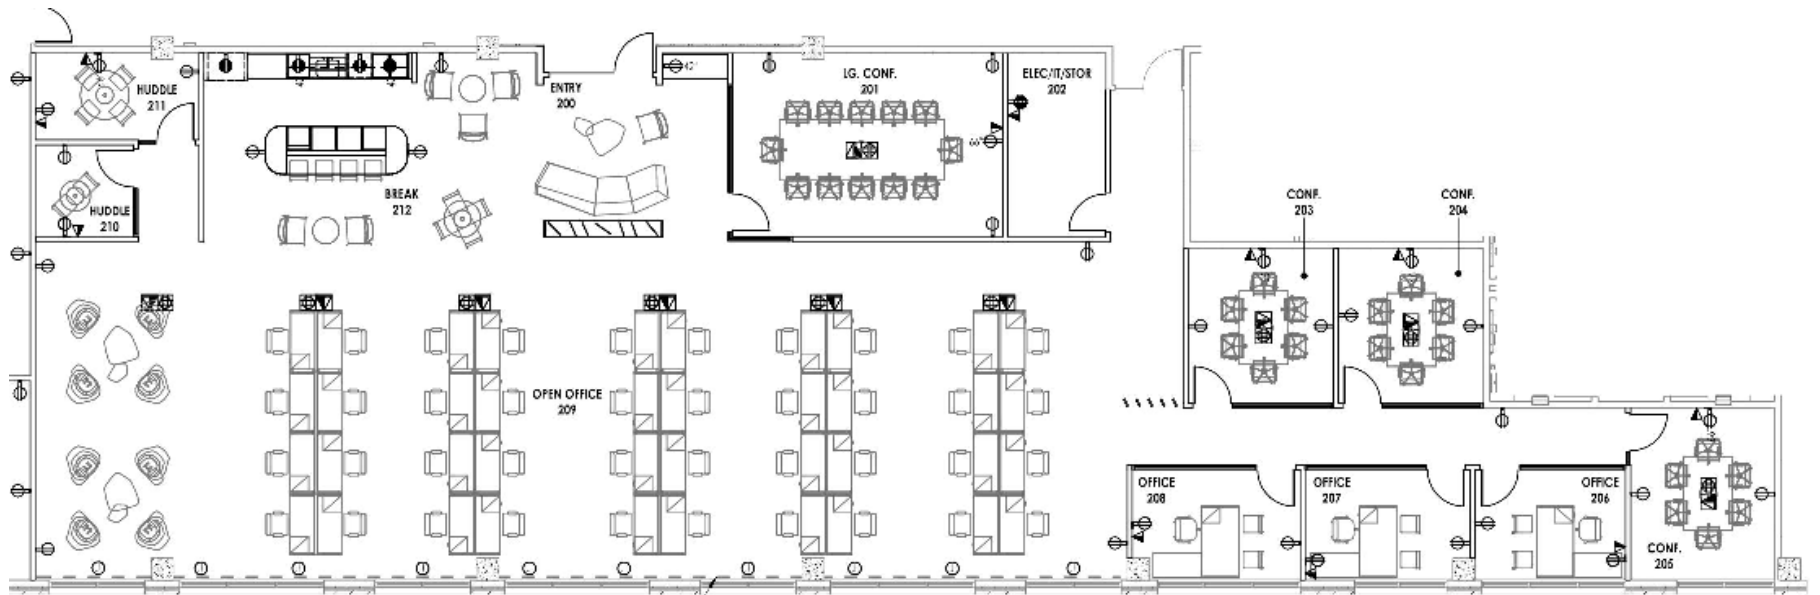 HUDDLE
211
ENTRY
200
LG. CONF.
201
ELEC/IT/STOR
202
BREAK
212
HUDDLE
210
CONF.
203
CONF.
204
OPEN OFFICE
209
OFFICE
208
OFFICE
207
OFFICE
206
CONF.
205